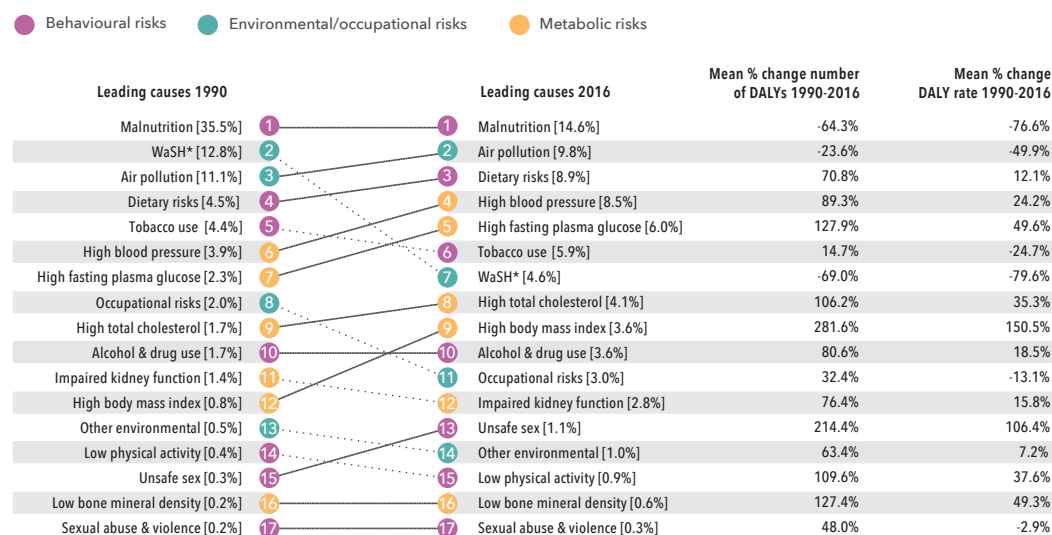 Behavioural risks Environmental/occupational risks Metabolic risks
Leading causes 1990 Leading causes 2016 Mean % change number of DALYs 1990-2016 Mean % change DALY rate 1990-2016
Malnutrition [35.5%] 1 1 Malnutrition [14.6%] -64.3% -76.6%
WaSH* [12.8%] 2 2 Air pollution [9.8%] -23.6% -49.9%
Air pollution [11.1%] 3 3 Dietary risks [8.9%] 70.8% 12.1%
Dietary risks [4.5%] 4 4 High blood pressure [8.5%] 89.3% 24.2%
Tobacco use [4.4%] 5 5 High fasting plasma glucose [6.0%] 127.9% 49.6%
High blood pressure [3.9%] 6 6 Tobacco use [5.9%] 14.7% -24.7%
High fasting plasma glucose [2.3%] 7 7 WaSH* [4.6%] -69.0% -79.6%
Occupational risks [2.0%] 8 8 High total cholesterol [4.1%] 106.2% 35.3%
High total cholesterol [1.7%] 9 9 High body mass index [3.6%] 281.6% 150.5%
Alcohol & drug use [1.7%] 10 10 Alcohol & drug use [3.6%] 80.6% 18.5%
Impaired kidney function [1.4%] 11 11 Occupational risks [3.0%] 32.4% -13.1%
High body mass index [0.8%] 12 12 Impaired kidney function [2.8%] 76.4% 15.8%
Other environmental [0.5%] 13 13 Unsafe sex [1.1%] 214.4% 106.4%
Low physical activity [0.4%] 14 14 Other environmental [1.0%] 63.4% 7.2%
Unsafe sex [0.3%] 15 15 Low physical activity [0.9%] 109.6% 37.6%
Low bone mineral density [0.2%] 16 16 Low bone mineral density [0.6%] 127.4% 49.3%
Sexual abuse & violence [0.2%] 17 17 Sexual abuse & violence [0.3%] 48.0% -2.9%